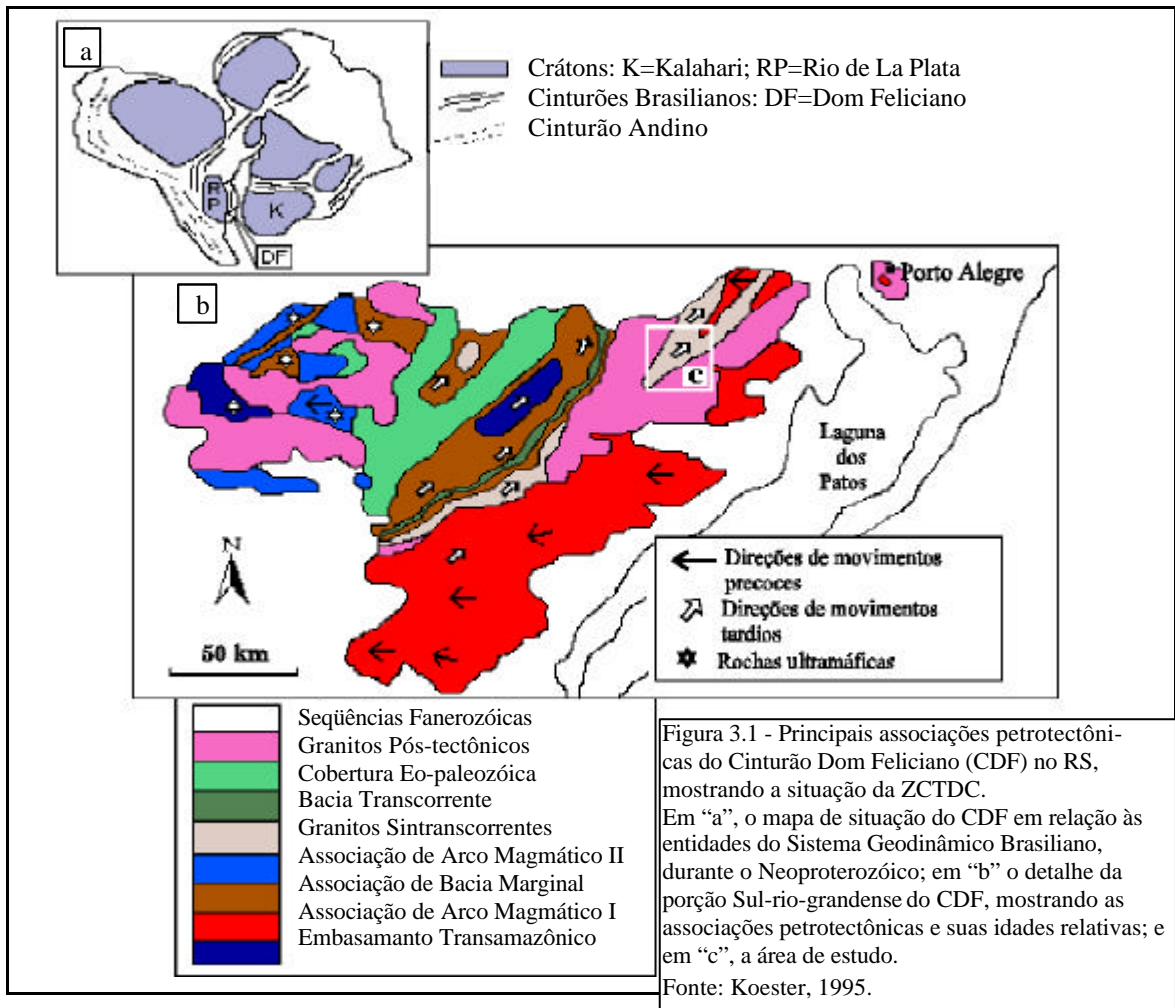 a
Crátons: K=Kalahari; RP=Rio de La Plata
Cinturões Brasilianos: DF=Dom Feliciano
Cinturão Andino
R
P
K
DF
b
Porto Alegre
c
Laguna
dos
Patos
N
50 km
Direções de movimentos
precoces
Direções de movimentos
tardios
Rochas ultramáficas
Seqüências Fanerozóicas
Granitos Pós-tectônicos
Cobertura Eo-paleozóica
Bacia Transcorrente
Granitos Sintranscorrentes
Associação de Arco Magmático II
Associação de Bacia Marginal
Associação de Arco Magmático I
Embasamanto Transamazônico
Figura 3.1 - Principais associações petrotectôni-
cas do Cinturão Dom Feliciano (CDF) no RS,
mostrando a situação da ZCTDC.
Em “a”, o mapa de situação do CDF em relação às
entidades do Sistema Geodinâmico Brasiliano,
durante o Neoproterozóico; em “b” o detalhe da
porção Sul-rio-grandense do CDF, mostrando as
associações petrotectônicas e suas idades relativas; e
em “c”, a área de estudo.
Fonte: Koester, 1995.